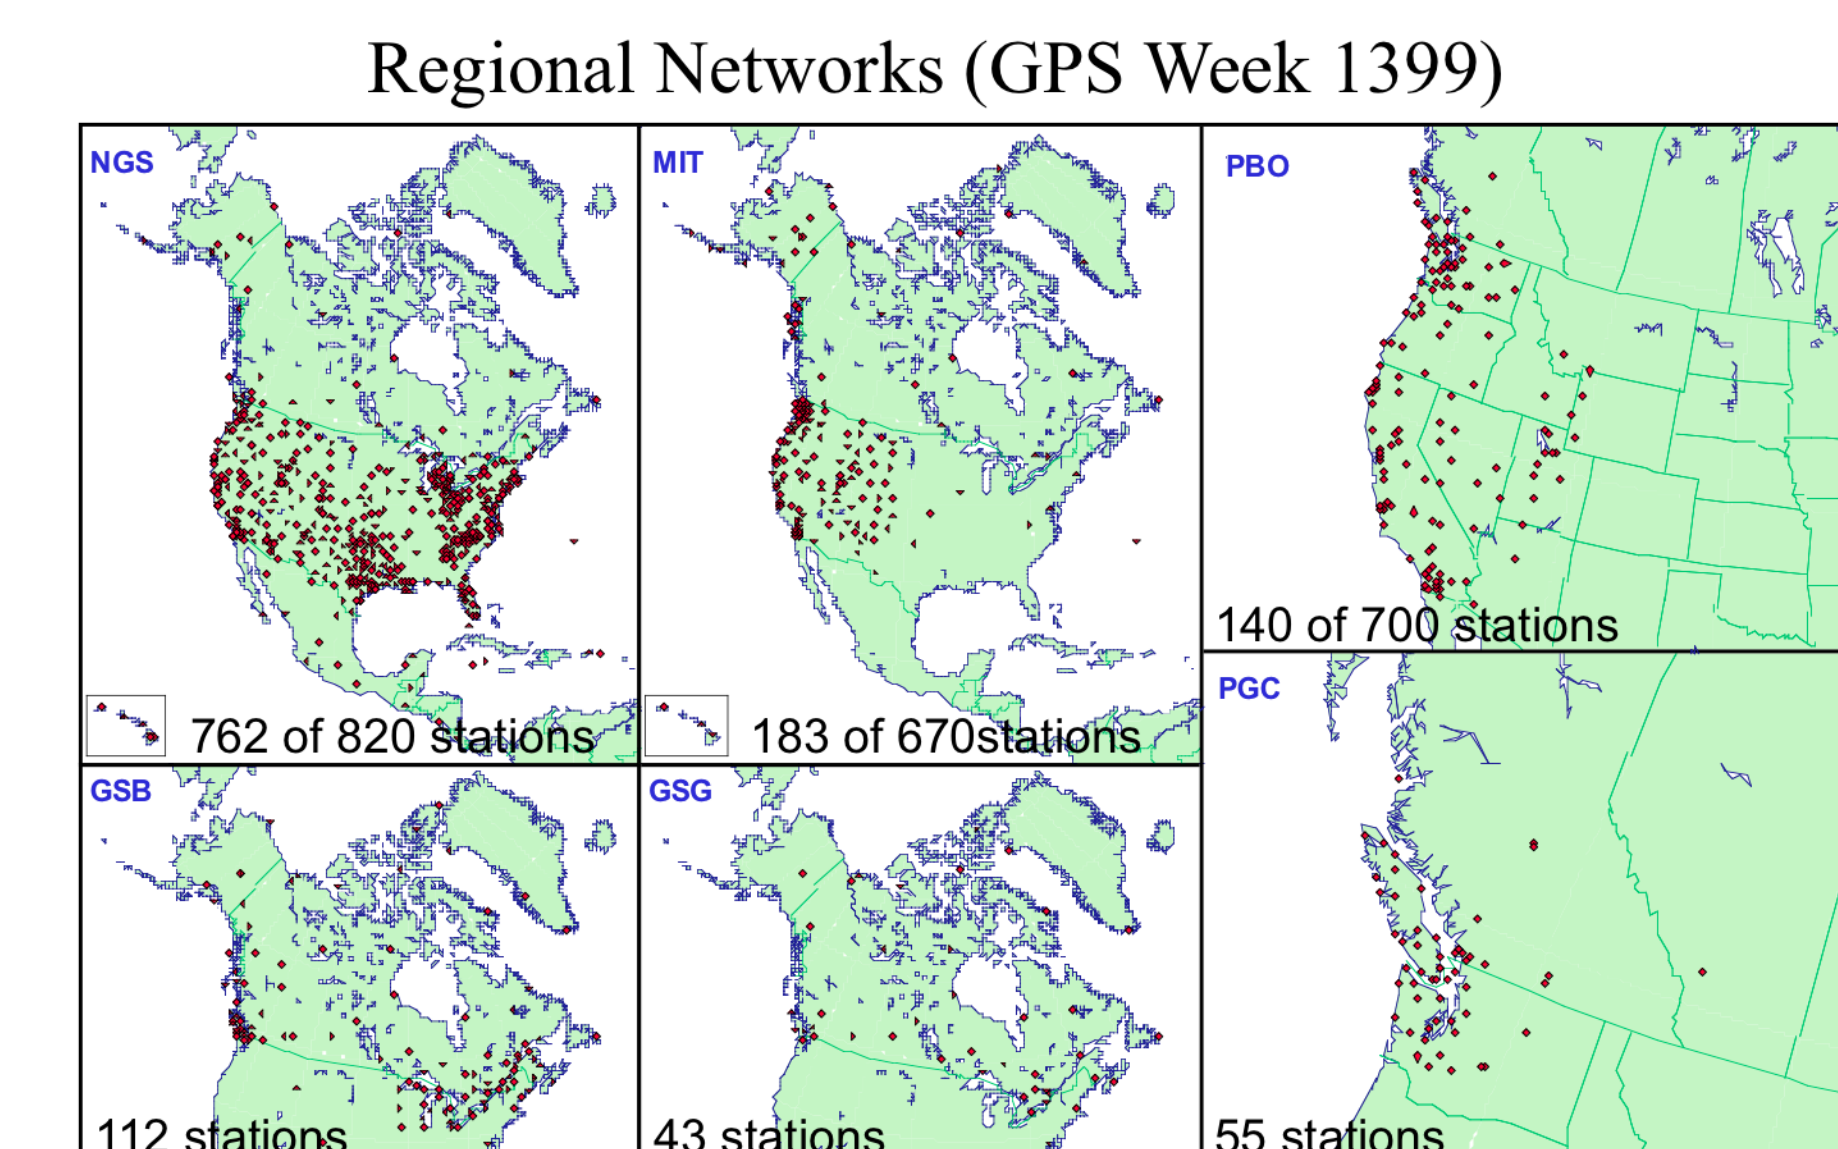 Regional Networks (GPS Week 1399)
NGS
762 of 820 stations
MIT
183 of 670stations
PBO
140 of 700 stations
PGC
55 stations
GSB
112 stations
GSG
43 stations